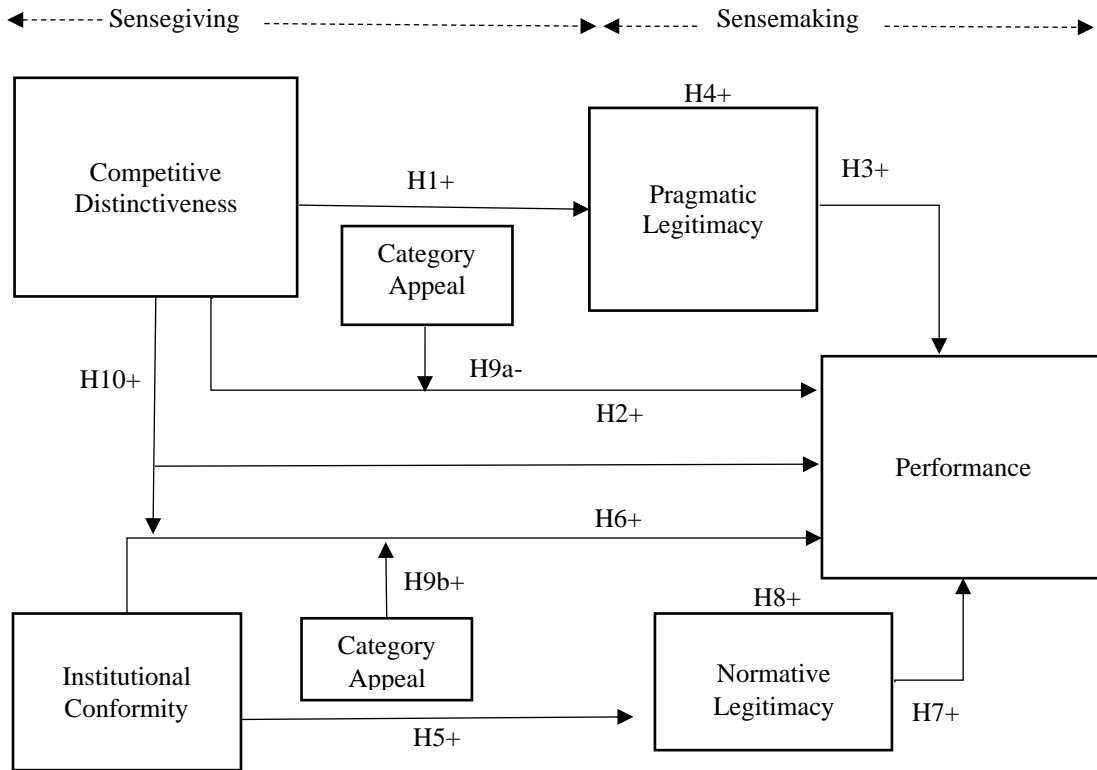 Sensegiving
Sensemaking
Competitive
Distinctiveness
H1+
H4+
Pragmatic
Legitimacy
H3+
Category
Appeal
H10+
H9a-
H2+
Performance
H6+
H9b+
H8+
Institutional
Conformity
Category
Appeal
Normative
Legitimacy
H5+
H7+